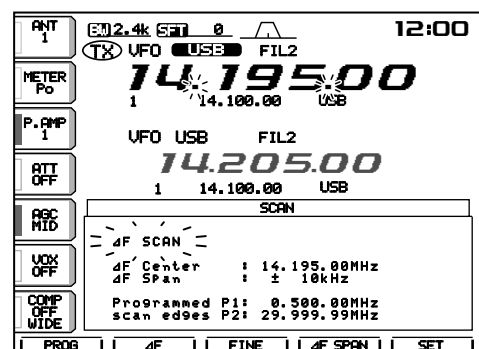 ANT 1
BW 2.4k SFT 0 12:00
TX VFO USB FIL2
METER Po
14.195.00
1 14.100.00 USB
P.AMP 1
VFO USB FIL2
ATT OFF
14.205.00
1 14.100.00 USB
AGC MID
SCAN
ΔF SCAN
VOX OFF
ΔF Center : 14.195.00MHz
ΔF Span : ± 10kHz
COMP OFF WIDE
Programmed P1: 0.500.00MHz
scan edges P2: 29.999.99MHz
PROG ΔF FINE ΔF SPAN SET